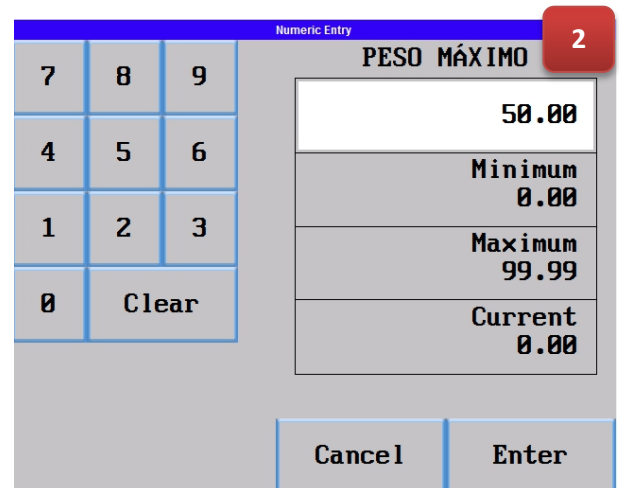 Numeric Entry
2
PESO MÁXIMO
7 8 9
50.00
4 5 6
Minimum
0.00
1 2 3
Maximum
99.99
0 Clear
Current
0.00
Cancel Enter